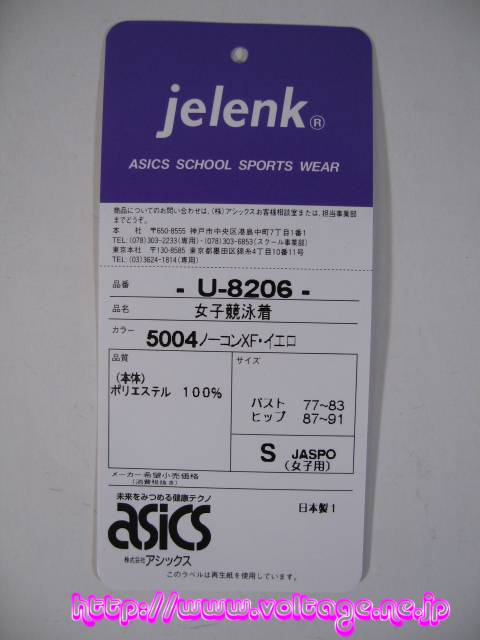 jelenk®
ASICS SCHOOL SPORTS WEAR
商品についてのお問い合わせは、(株)アシックスお客様相談室または、担当事業部
までどうぞ。
本 社 〒650-8555 神戸市中央区港島中町7丁目1番1
TEL:(078)303-2233(専用)・(078)303-6853(スクール事業部)
東京本社 〒130-8585 東京都墨田区錦糸4丁目10番11号
TEL:(03)3624-1814(専用)
品番 - U-8206 -
品名 女子競泳着
カラー 5004ノーコンXF・イエロ
品質 サイズ
(本体)
ポリエステル 100%
バスト 77~83
ヒップ 87~91
S JASPO
(女子用)
メーカー希望小売価格
(消費税抜き)
未来をみつめる健康テクノ
asics
日本製1
株式会社アシックス
このラベルは再生紙を使用しています。
http://www.voltage.ne.jp